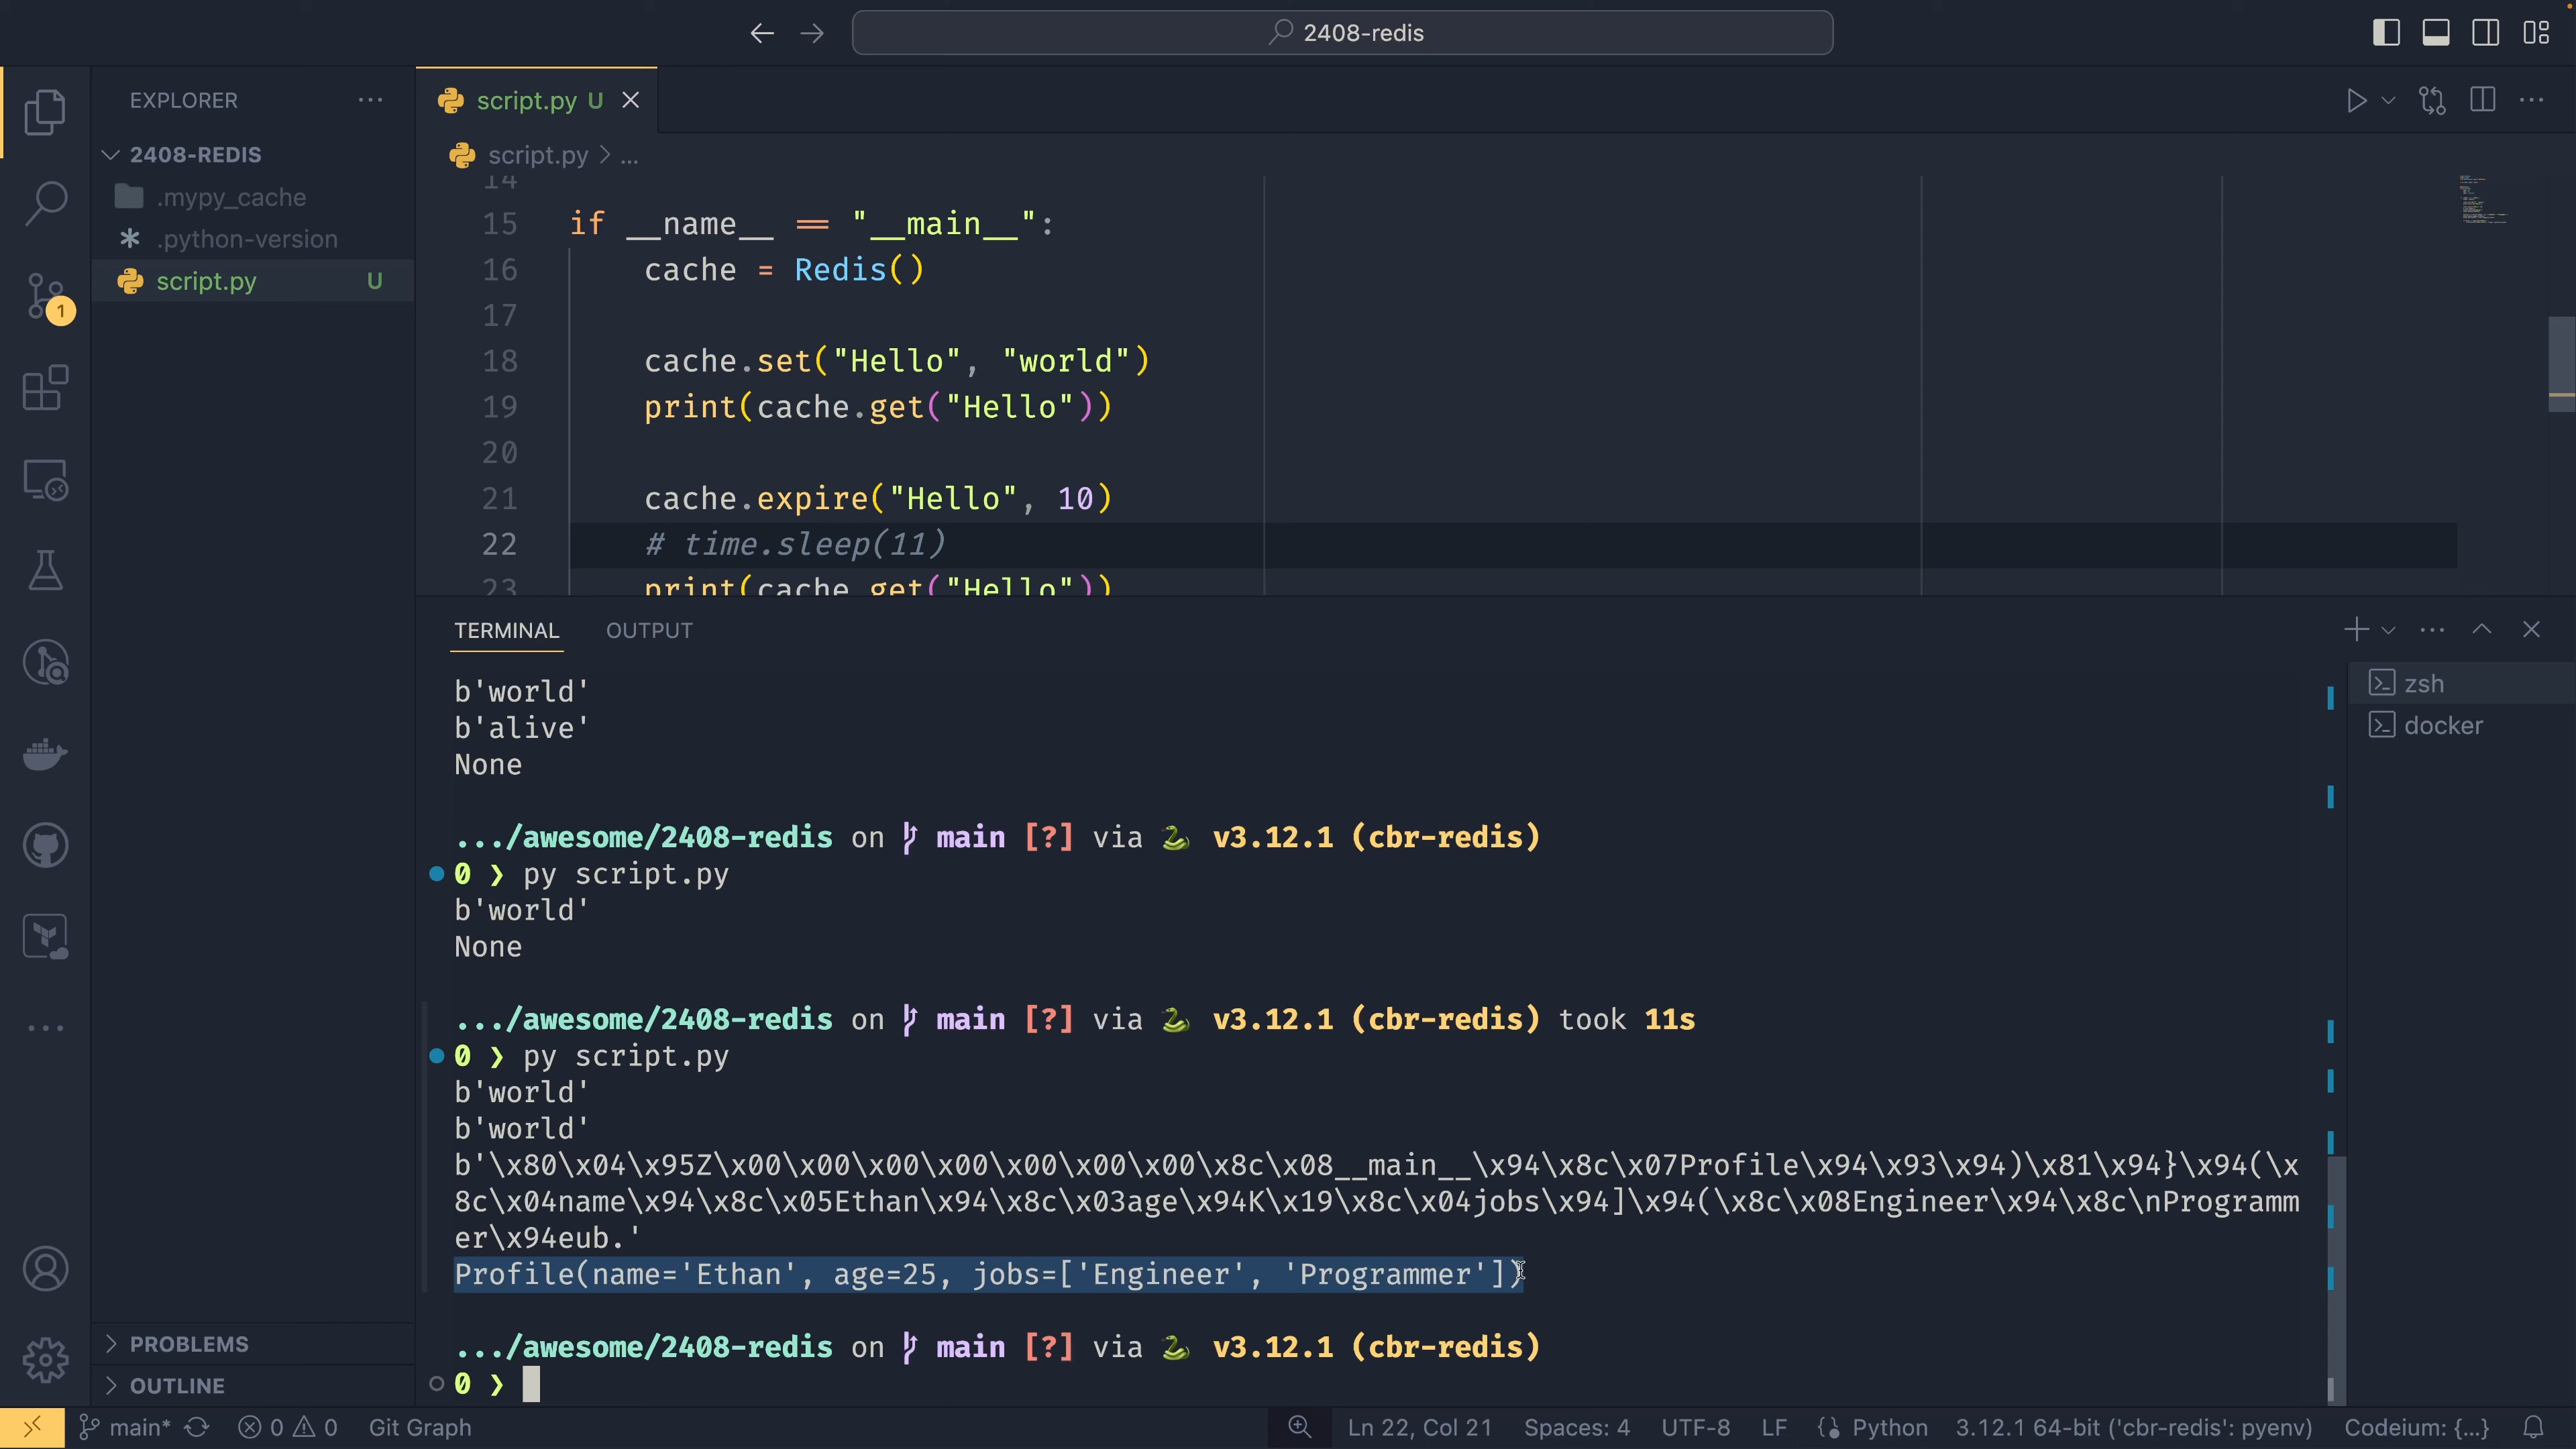 2408-redis
EXPLORER
script.py U
2408-REDIS
script.py > ...
.mypy_cache
.python-version
script.py U
1
14
15 if __name__ == "__main__":
16 cache = Redis()
17
18 cache.set("Hello", "world")
19 print(cache.get("Hello"))
20
21 cache.expire("Hello", 10)
22 # time.sleep(11)
23 print(cache.get("Hello"))
TERMINAL OUTPUT
zsh
docker
b'world'
b'alive'
None
.../awesome/2408-redis on main [?] via v3.12.1 (cbr-redis)
0 ❯ py script.py
b'world'
None
.../awesome/2408-redis on main [?] via v3.12.1 (cbr-redis) took 11s
0 ❯ py script.py
b'world'
b'world'
b'\x80\x04\x95Z\x00\x00\x00\x00\x00\x00\x00\x8c\x08__main__\x94\x8c\x07Profile\x94\x93\x94)\x81\x94}\x94(\x
8c\x04name\x94\x8c\x05Ethan\x94\x8c\x03age\x94K\x19\x8c\x04jobs\x94]\x94(\x8c\x08Engineer\x94\x8c\nProgramm
er\x94eub.'
Profile(name='Ethan', age=25, jobs=['Engineer', 'Programmer'])
.../awesome/2408-redis on main [?] via v3.12.1 (cbr-redis)
0 ❯
PROBLEMS
OUTLINE
main* 0 0 Git Graph Ln 22, Col 21 Spaces: 4 UTF-8 LF Python 3.12.1 64-bit ('cbr-redis': pyenv) Codeium: {...}